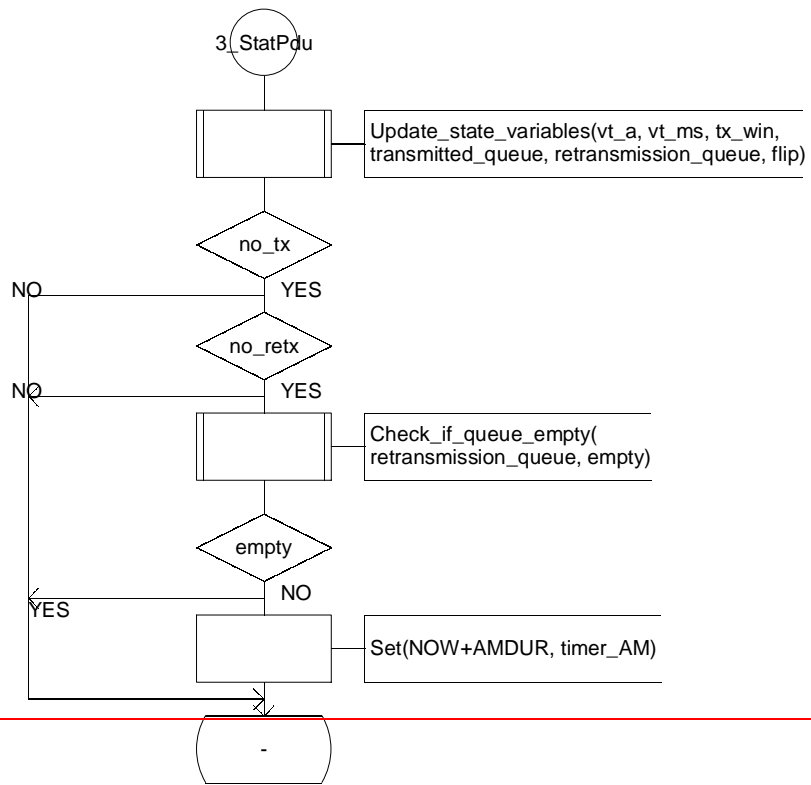 3_StatPdu
Update_state_variables(vt_a, vt_ms, tx_win,
transmitted_queue, retransmission_queue, flip)
no_tx
NO
YES
no_retx
NO
YES
Check_if_queue_empty(
retransmission_queue, empty)
empty
NO
YES
Set(NOW+AMDUR, timer_AM)
-